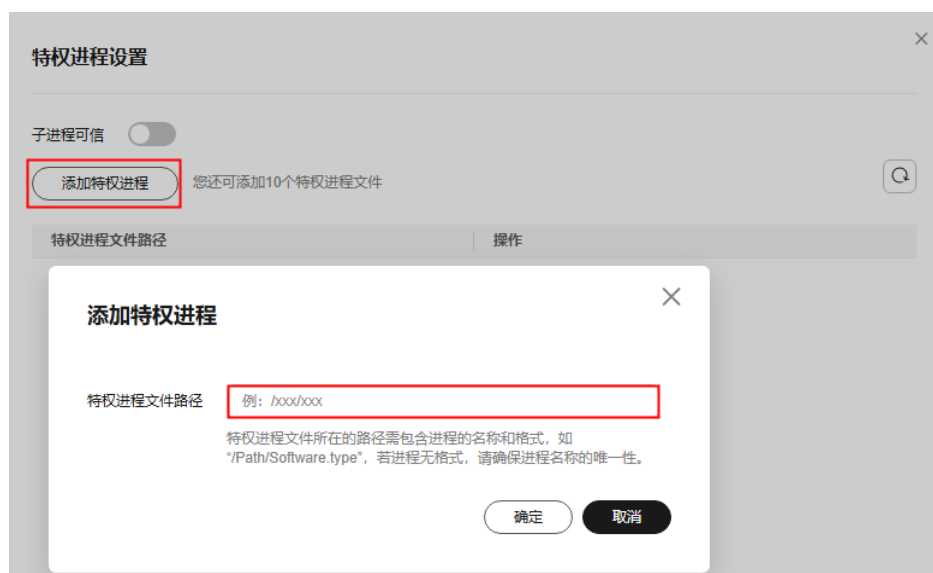 特权进程设置
子进程可信
添加特权进程
您还可添加10个特权进程文件
特权进程文件路径
操作
添加特权进程
特权进程文件路径
例：/xxx/xxx
特权进程文件所在的路径需包含进程的名称和格式，如
“/Path/Software.type”，若进程无格式，请确保进程名称的唯一性。
确定
取消